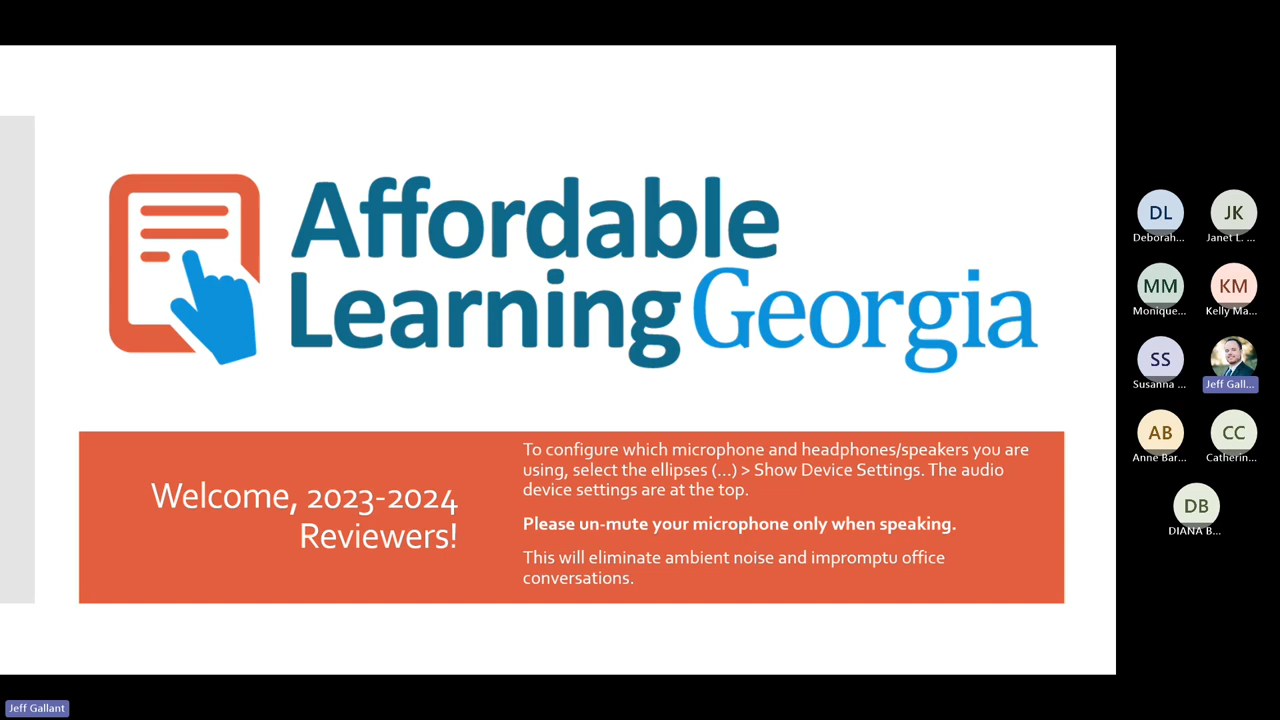 Affordable
Learning Georgia
Welcome, 2023-2024
Reviewers!
To configure which microphone and headphones/speakers you are
using, select the ellipses (...) > Show Device Settings. The audio
device settings are at the top.
Please un-mute your microphone only when speaking.
This will eliminate ambient noise and impromptu office
conversations.
DL
Deborah...
JK
Janet L. ...
MM
Monique...
KM
Kelly Ma...
SS
Susanna ...
Jeff Gall...
AB
Anne Bar...
CC
Catherin...
DB
DIANA B...
Jeff Gallant